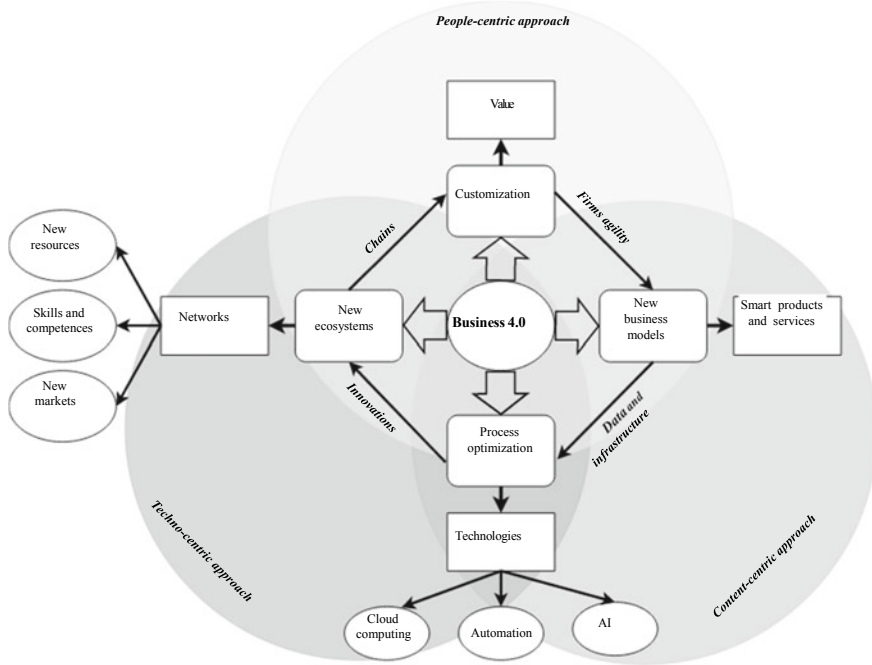 People-centric approach
Value
Customization
Chains
Firms agility
New
resources
Skills and
competences
New
markets
Networks
New
ecosystems
Business 4.0
New
business
models
Smart products
and services
Innovations
Data and
infrastructure
Process
optimization
Techno-centric approach
Technologies
Content-centric approach
Cloud
computing
Automation
AI